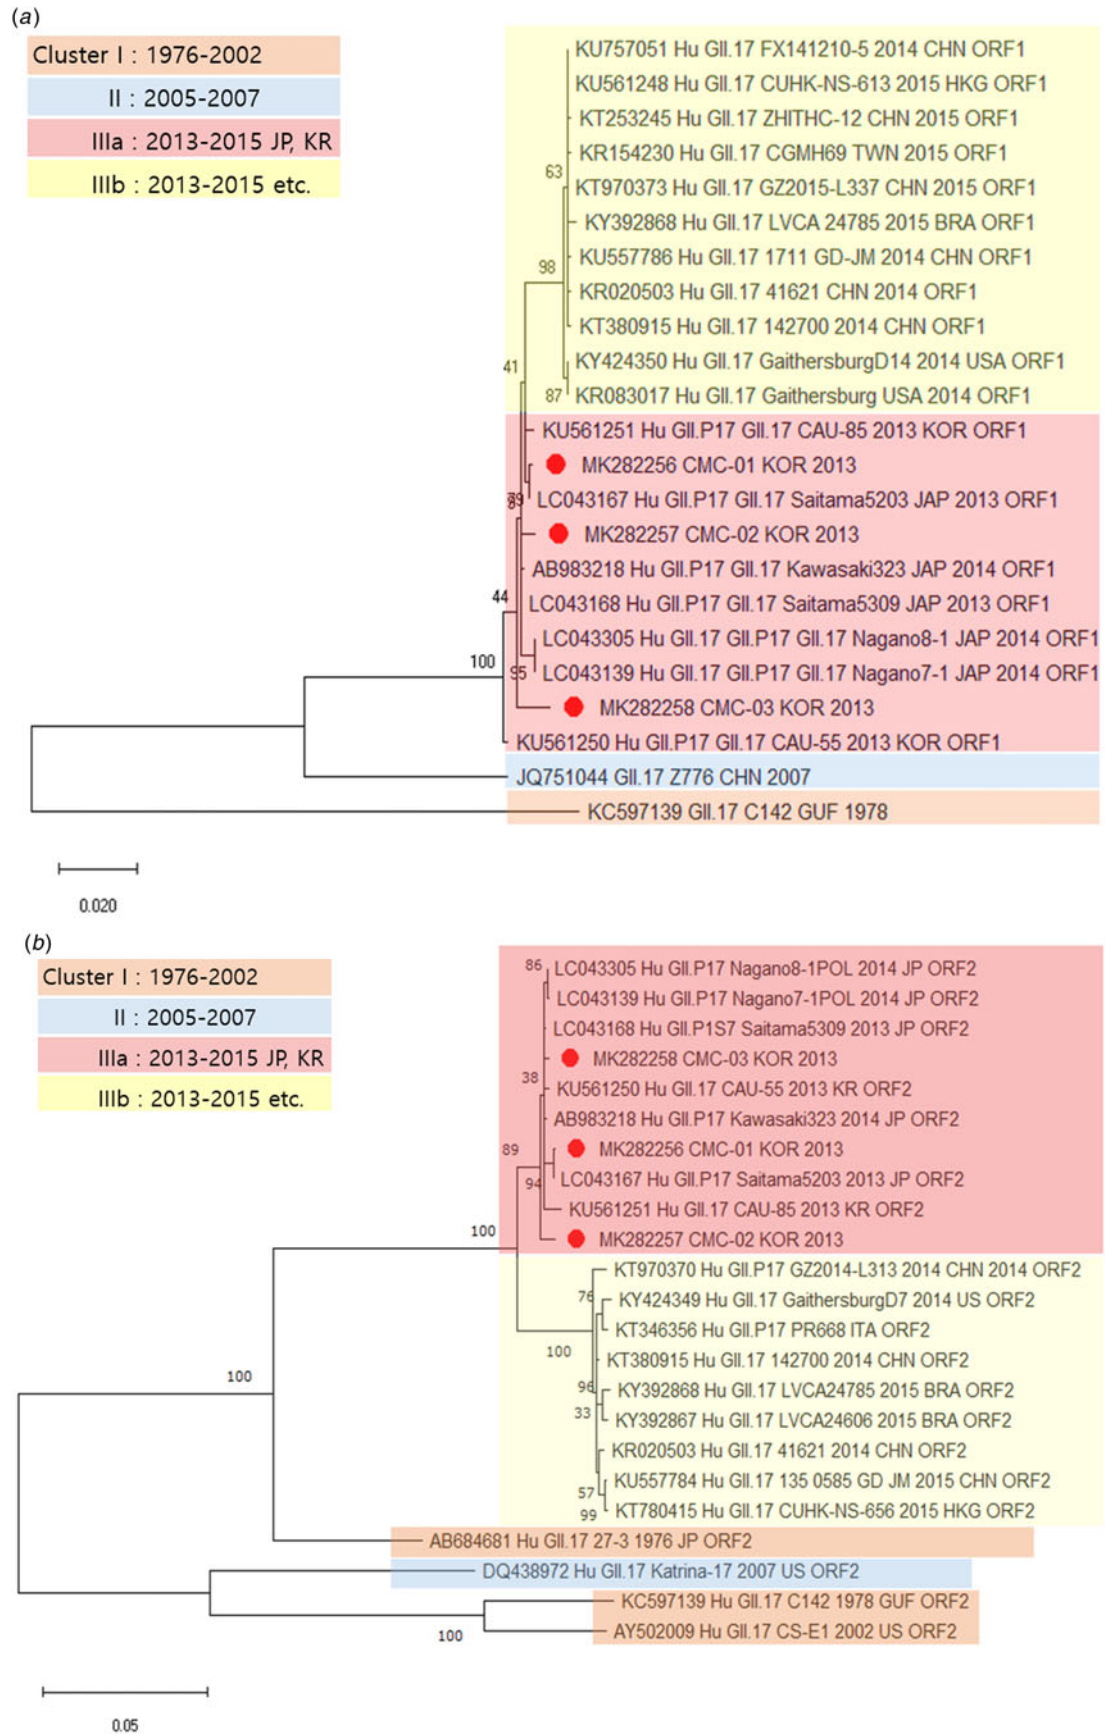 (a)
Cluster I : 1976-2002
II : 2005-2007
IIIa : 2013-2015 JP, KR
IIIb : 2013-2015 etc.
KU757051 Hu GII.17 FX141210-5 2014 CHN ORF1
KU561248 Hu GII.17 CUHK-NS-613 2015 HKG ORF1
KT253245 Hu GII.17 ZHITHC-12 CHN 2015 ORF1
KR154230 Hu GII.17 CGMH69 TWN 2015 ORF1
63
KT970373 Hu GII.17 GZ2015-L337 CHN 2015 ORF1
KY392868 Hu GII.17 LVCA 24785 2015 BRA ORF1
KU557786 Hu GII.17 1711 GD-JM 2014 CHN ORF1
98
KR020503 Hu GII.17 41621 CHN 2014 ORF1
KT380915 Hu GII.17 142700 2014 CHN ORF1
KY424350 Hu GII.17 GaithersburgD14 2014 USA ORF1
41
87
KR083017 Hu GII.17 Gaithersburg USA 2014 ORF1
KU561251 Hu GII.P17 GII.17 CAU-85 2013 KOR ORF1
MK282256 CMC-01 KOR 2013
LC043167 Hu GII.P17 GII.17 Saitama5203 JAP 2013 ORF1
MK282257 CMC-02 KOR 2013
AB983218 Hu GII.P17 GII.17 Kawasaki323 JAP 2014 ORF1
44
LC043168 Hu GII.P17 GII.17 Saitama5309 JAP 2013 ORF1
LC043305 Hu GII.17 GII.P17 GII.17 Nagano8-1 JAP 2014 ORF1
100
95
LC043139 Hu GII.17 GII.P17 GII.17 Nagano7-1 JAP 2014 ORF1
MK282258 CMC-03 KOR 2013
KU561250 Hu GII.P17 GII.17 CAU-55 2013 KOR ORF1
JQ751044 GII.17 Z776 CHN 2007
KC597139 GII.17 C142 GUF 1978
0.020
(b)
Cluster I : 1976-2002
II : 2005-2007
IIIa : 2013-2015 JP, KR
IIIb : 2013-2015 etc.
86
LC043305 Hu GII.P17 Nagano8-1POL 2014 JP ORF2
LC043139 Hu GII.P17 Nagano7-1POL 2014 JP ORF2
LC043168 Hu GII.P1S7 Saitama5309 2013 JP ORF2
MK282258 CMC-03 KOR 2013
38
KU561250 Hu GII.17 CAU-55 2013 KR ORF2
AB983218 Hu GII.P17 Kawasaki323 2014 JP ORF2
89
MK282256 CMC-01 KOR 2013
94
LC043167 Hu GII.P17 Saitama5203 2013 JP ORF2
KU561251 Hu GII.17 CAU-85 2013 KR ORF2
100
MK282257 CMC-02 KOR 2013
KT970370 Hu GII.P17 GZ2014-L313 2014 CHN 2014 ORF2
76
KY424349 Hu GII.17 GaithersburgD7 2014 US ORF2
KT346356 Hu GII.P17 PR668 ITA ORF2
100
KT380915 Hu GII.17 142700 2014 CHN ORF2
100
96
KY392868 Hu GII.17 LVCA24785 2015 BRA ORF2
33
KY392867 Hu GII.17 LVCA24606 2015 BRA ORF2
KR020503 Hu GII.17 41621 2014 CHN ORF2
KU557784 Hu GII.17 135 0585 GD JM 2015 CHN ORF2
57
99
KT780415 Hu GII.17 CUHK-NS-656 2015 HKG ORF2
AB684681 Hu GII.17 27-3 1976 JP ORF2
DQ438972 Hu GII.17 Katrina-17 2007 US ORF2
KC597139 Hu GII.17 C142 1978 GUF ORF2
100
AY502009 Hu GII.17 CS-E1 2002 US ORF2
0.05